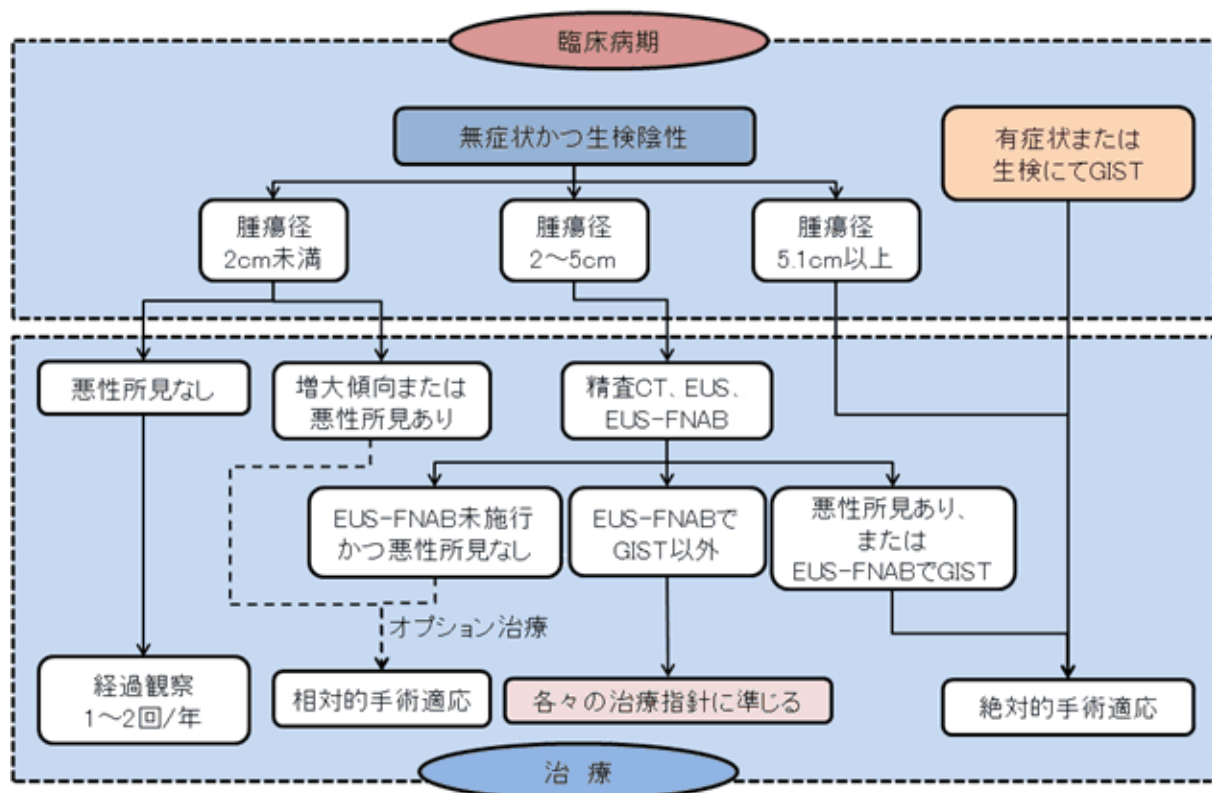 臨床病期
無症状かつ生検陰性
有症状または
生検にてGIST
腫瘍径
2cm未満
腫瘍径
2～5cm
腫瘍径
5.1cm以上
悪性所見なし
増大傾向または
悪性所見あり
精査CT、EUS、
EUS-FNAB
EUS-FNAB未施行
かつ悪性所見なし
EUS-FNABで
GIST以外
悪性所見あり、
または
EUS-FNABでGIST
オプション治療
経過観察
1～2回/年
相対的手術適応
各々の治療指針に準じる
絶対的手術適応
治 療